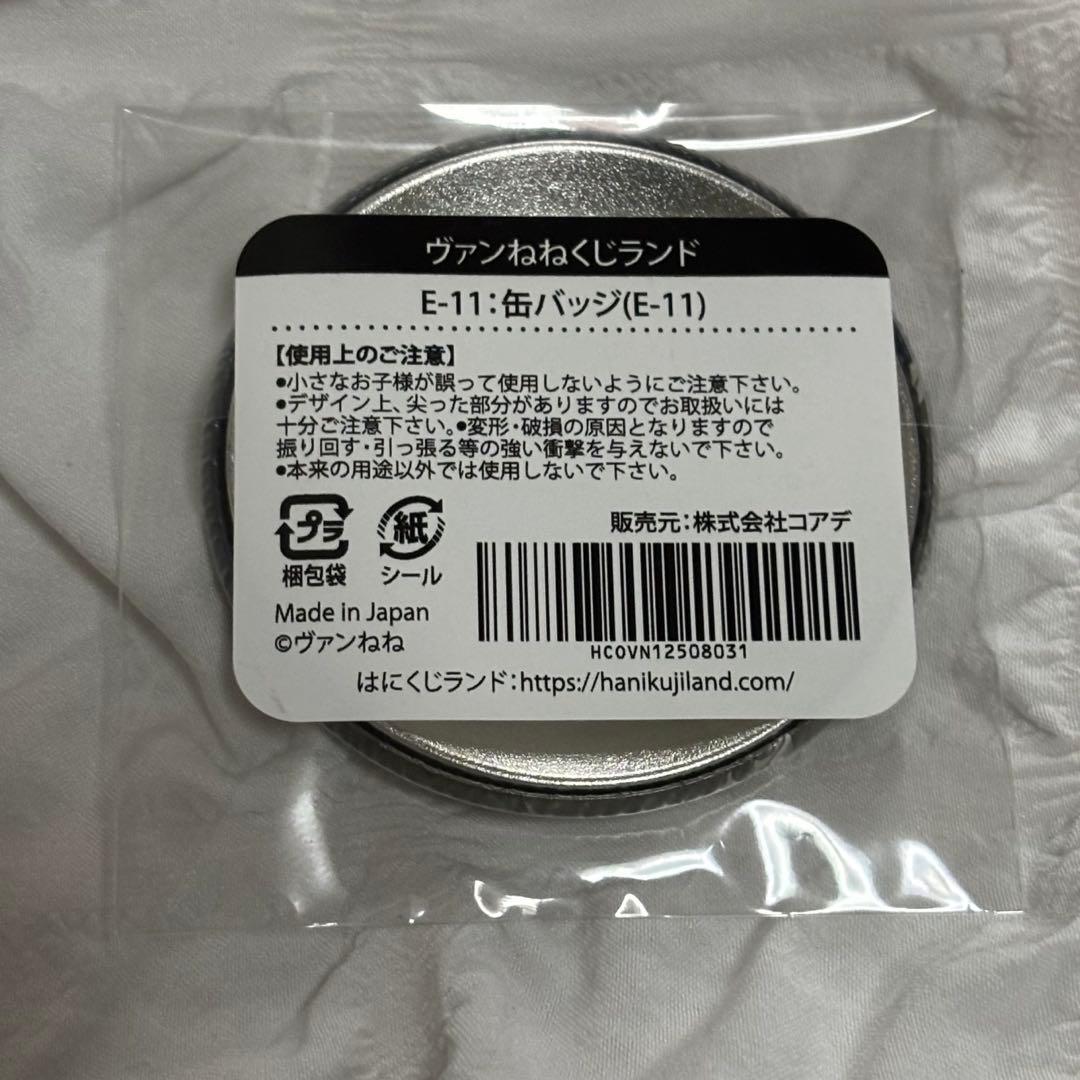 ヴァンねねくじランド
E-11:缶バッジ(E-11)
【使用上のご注意】
●小さなお子様が誤って使用しないようにご注意下さい。
●デザイン上、尖った部分がありますのでお取扱いには
十分ご注意下さい。●変形・破損の原因となりますので
振り回す・引っ張る等の強い衝撃を与えないで下さい。
●本来の用途以外では使用しないで下さい。
プラ
紙
販売元:株式会社コアデ
梱包袋
シール
Made in Japan
©ヴァンねね
HCOVN12508031
はにくじランド:https://hanikujiland.com/